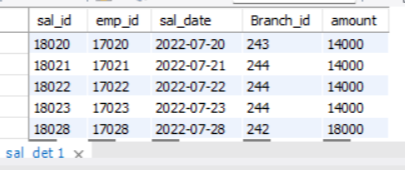 sal_id emp_id sal_date Branch_id amount
18020 17020 2022-07-20 243 14000
18021 17021 2022-07-21 244 14000
18022 17022 2022-07-22 244 14000
18023 17023 2022-07-23 244 14000
18028 17028 2022-07-28 242 18000
sal_det 1 x